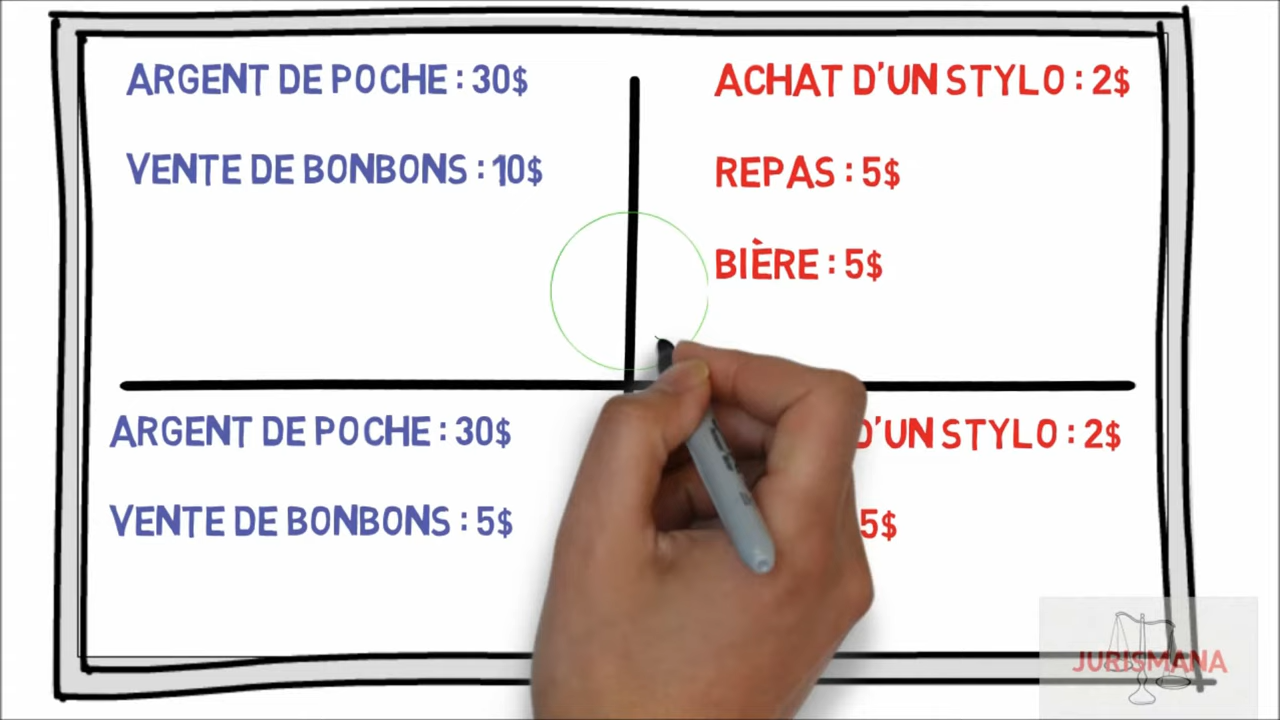 ARGENT DE POCHE : 30$
VENTE DE BONBONS : 10$
ACHAT D'UN STYLO : 2$
REPAS : 5$
BIÈRE : 5$
ARGENT DE POCHE : 30$
VENTE DE BONBONS : 5$
D'UN STYLO : 2$
5$
JURISMANA